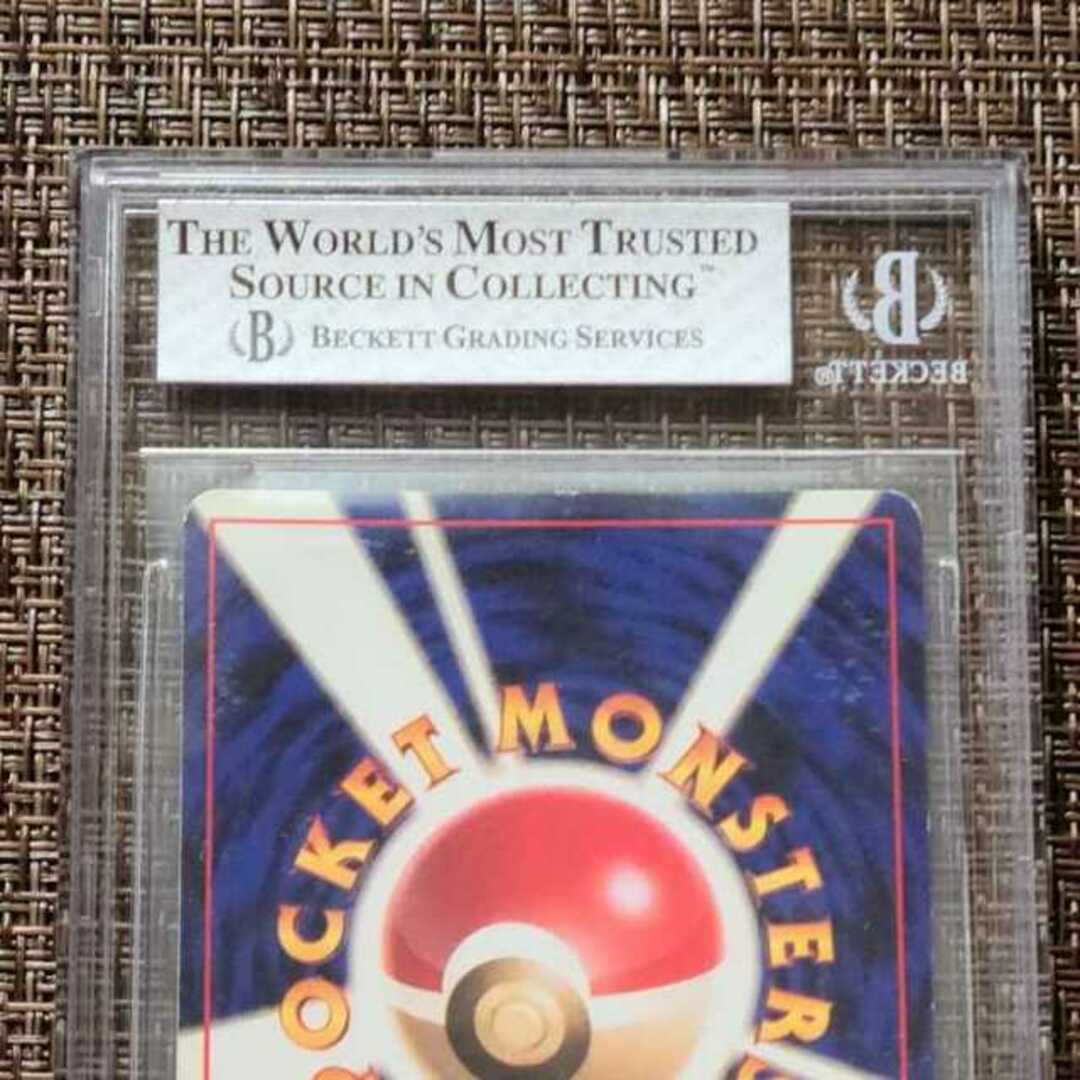 THE WORLD'S MOST TRUSTED
SOURCE IN COLLECTING™
B BECKETT GRADING SERVICES
B
BECKETT®
POCKET MONSTERS